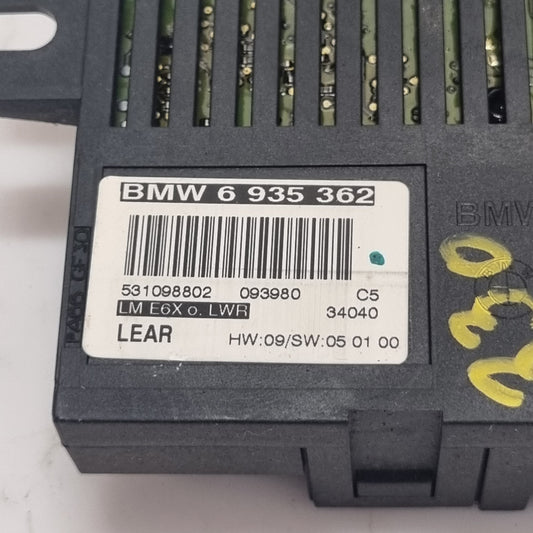 BMW 6 935 362
531098802 093980 C5
LM E6X o. LWR 34040
LEAR HW:09/SW:05 01 00
BMW